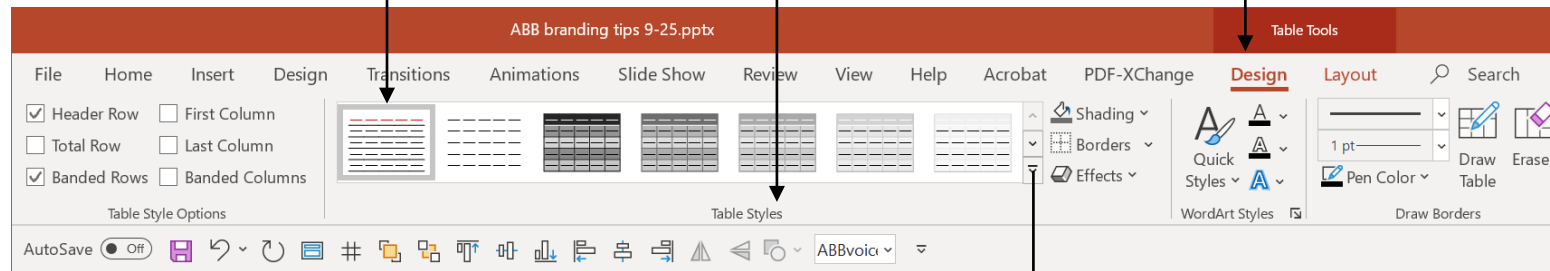 ABB branding tips 9-25.pptx
Table Tools
File Home Insert Design Transitions Animations Slide Show Review View Help Acrobat PDF-XChange Design Layout Search
Header Row First Column
Total Row Last Column
Banded Rows Banded Columns
Table Style Options
Table Styles
Shading
Borders
Effects
Quick
Styles
WordArt Styles
1 pt
Pen Color
Draw
Table
Erase
Draw Borders
AutoSave Off
ABBvoice